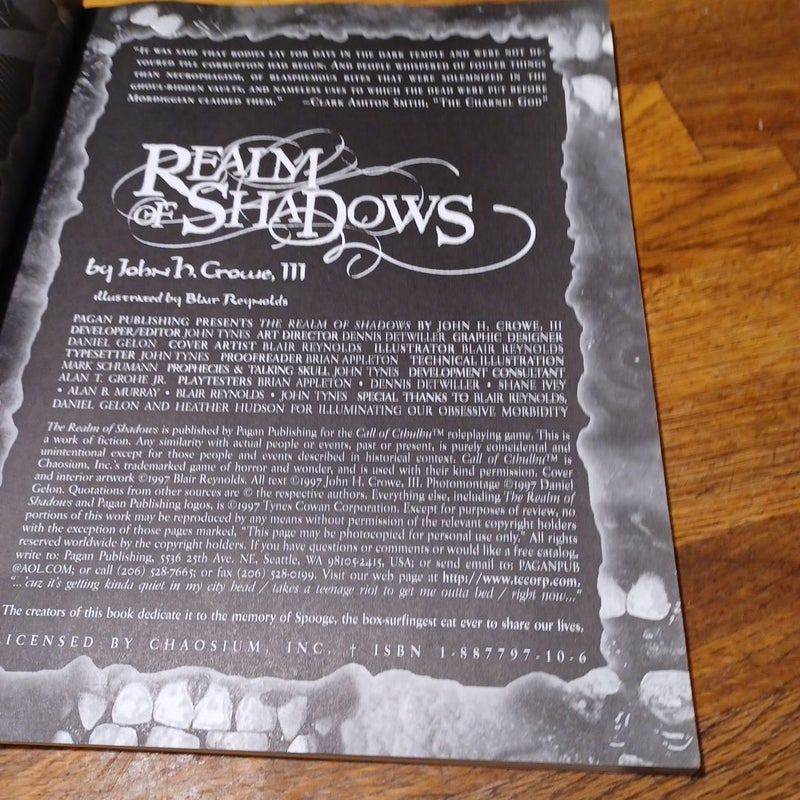 "It was said that bodies lay for days in the dark temple and were not de-
voured till corruption had begun. And people whispered of fouler things
than necrophagism, of blasphemous rites that were solemnized in the
ghoul-ridden vaults, and nameless uses to which the dead were put before
Mordiggian claimed them." —Clark Ashton Smith, "The Charnel God"
REALM
OF SHADOWS
by John H. Crowe, III
illustrated by Blair Reynolds
PAGAN PUBLISHING PRESENTS THE REALM OF SHADOWS BY JOHN H. CROWE, III
DEVELOPER/EDITOR JOHN TYNES ART DIRECTOR DENNIS DETWILLER GRAPHIC DESIGNER
DANIEL GELON COVER ARTIST BLAIR REYNOLDS ILLUSTRATOR BLAIR REYNOLDS
TYPESETTER JOHN TYNES PROOFREADER BRIAN APPLETON TECHNICAL ILLUSTRATION
MARK SCHUMANN PROPHECIES & TALKING SKULL JOHN TYNES DEVELOPMENT CONSULTANT
ALAN T. GROHE JR. PLAYTESTERS BRIAN APPLETON • DENNIS DETWILLER • SHANE IVEY
• ALAN B. MURRAY • BLAIR REYNOLDS • JOHN TYNES SPECIAL THANKS TO BLAIR REYNOLDS,
DANIEL GELON AND HEATHER HUDSON FOR ILLUMINATING OUR OBSESSIVE MORBIDITY
The Realm of Shadows is published by Pagan Publishing for the Call of Cthulhu™ roleplaying game. This is
a work of fiction. Any similarity with actual people or events, past or present, is purely coincidental and
unintentional except for those people and events described in historical context. Call of Cthulhu™ is
Chaosium, Inc.'s trademarked game of horror and wonder, and is used with their kind permission. Cover
and interior artwork ©1997 Blair Reynolds. All text ©1997 John H. Crowe, III. Photomontage ©1997 Daniel
Gelon. Quotations from other sources are © the respective authors. Everything else, including The Realm of
Shadows and Pagan Publishing logos, is ©1997 Tynes Cowan Corporation. Except for purposes of review, no
portions of this work may be reproduced by any means without permission of the relevant copyright holders
with the exception of those pages marked, "This page may be photocopied for personal use only." All rights
reserved worldwide by the copyright holders. If you have questions or comments or would like a free catalog,
write to: Pagan Publishing, 5536 25th Ave. NE, Seattle, WA 98105-2415, USA; or send email to: PAGANPUB
@AOL.COM; or call (206) 528-7665; or fax (206) 528-0199. Visit our web page at http://www.tccorp.com.
"...'cuz it's getting kinda quiet in my city head / takes a teenage riot to get me outta bed / right now..."
The creators of this book dedicate it to the memory of Spooge, the box-surfingest cat ever to share our lives.
LICENSED BY CHAOSIUM, INC. † ISBN 1-887797-10-6